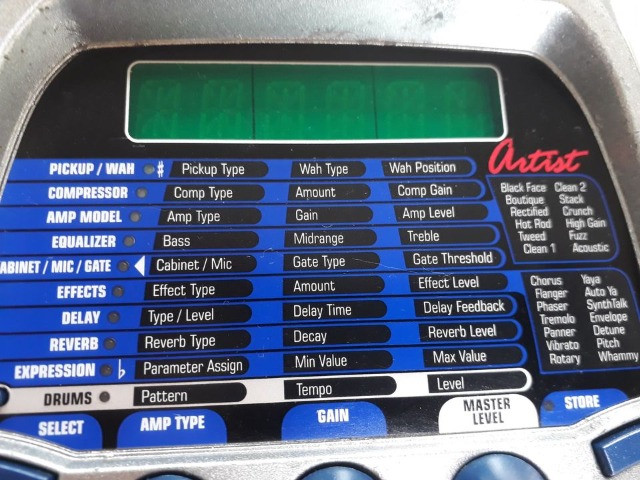 Artist
PICKUP / WAH # Pickup Type Wah Type Wah Position
COMPRESSOR Comp Type Amount Comp Gain
AMP MODEL Amp Type Gain Amp Level
EQUALIZER Bass Midrange Treble
ABINET / MIC / GATE Cabinet / Mic Gate Type Gate Threshold
EFFECTS Effect Type Amount Effect Level
DELAY Type / Level Delay Time Delay Feedback
REVERB Reverb Type Decay Reverb Level
EXPRESSION ♭ Parameter Assign Min Value Max Value
DRUMS Pattern Tempo Level
Black Face Clean 2
Boutique Stack
Rectified Crunch
Hot Rod High Gain
Tweed Fuzz
Clean 1 Acoustic
Chorus Yaya
Flanger Auto Ya
Phaser SynthTalk
Tremolo Envelope
Panner Detune
Vibrato Pitch
Rotary Whammy
SELECT AMP TYPE GAIN MASTER LEVEL STORE